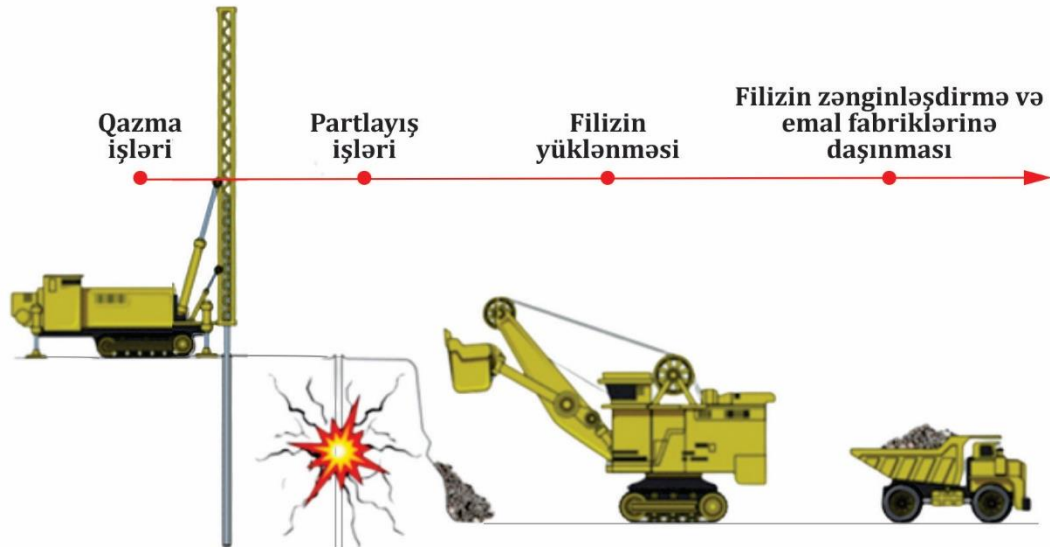 Qazma
işləri
Partlayış
işləri
Filizin
yüklənməsi
Filizin zənginləşdirmə və
emal fabriklərinə
daşınması